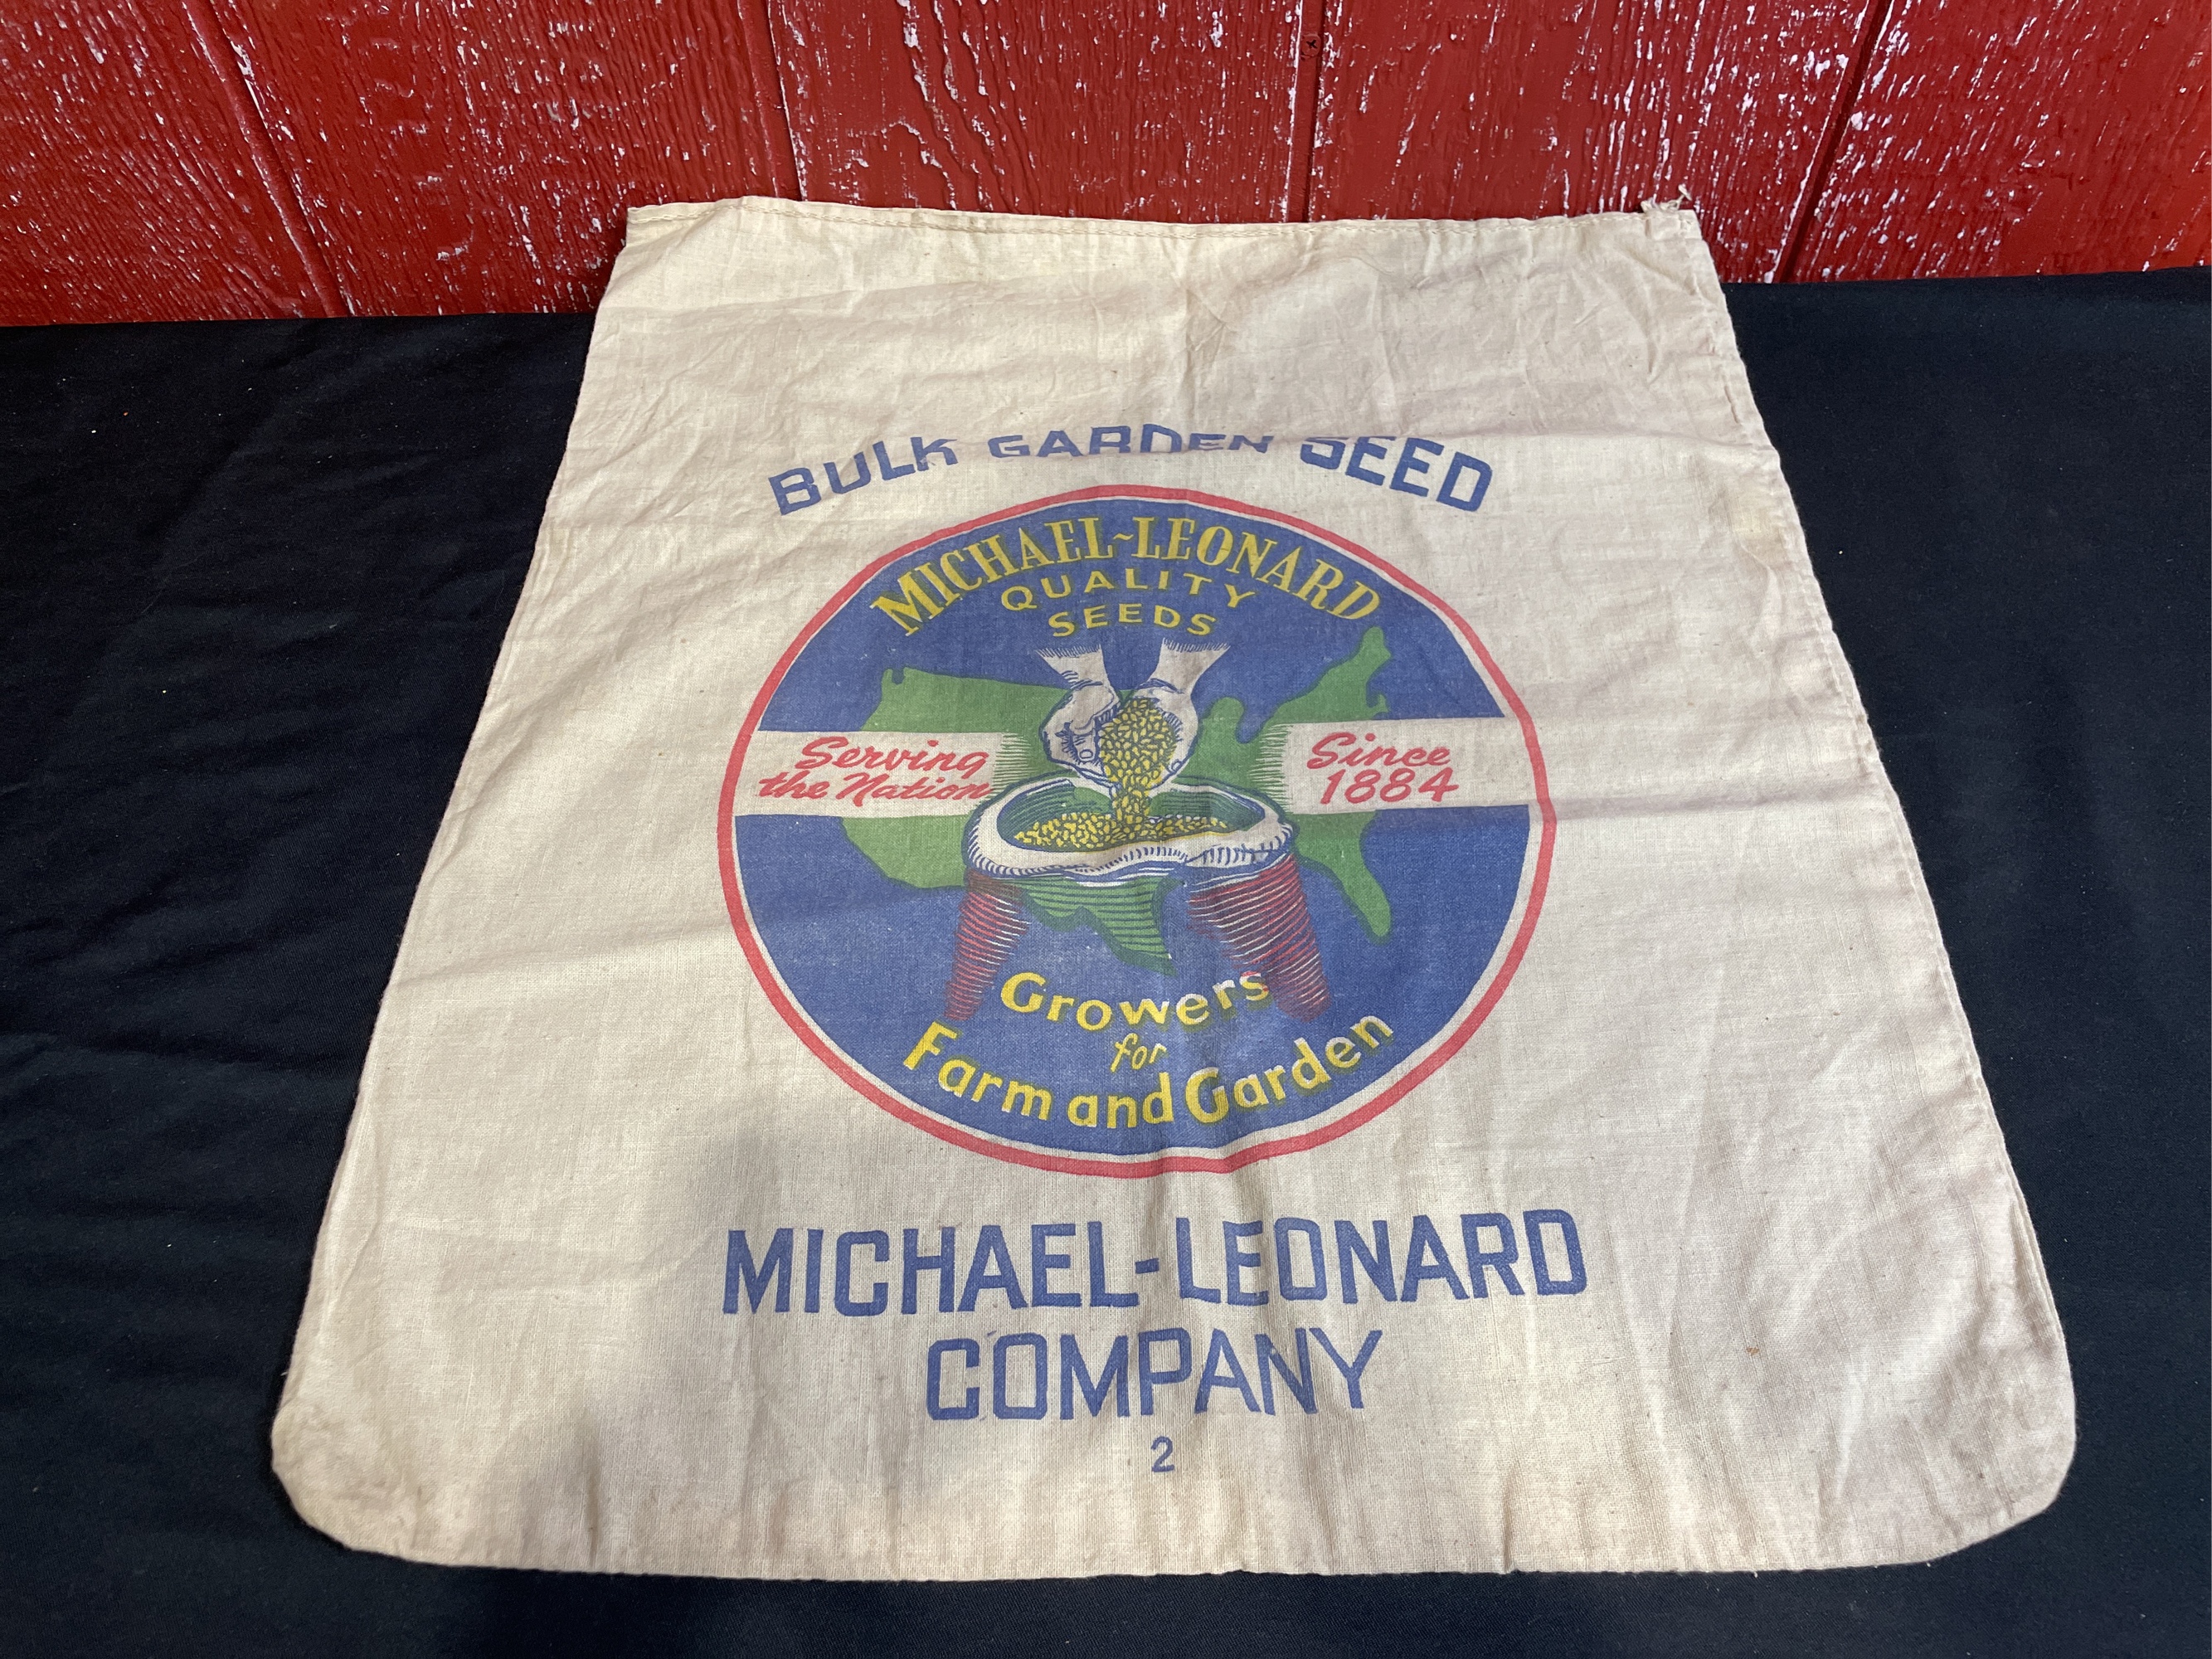 BULK GARDEN SEED
MICHAEL~LEONARD
QUALITY
SEEDS
Serving
the Nation
Since
1884
Growers
for
Farm and Garden
MICHAEL-LEONARD
COMPANY
2